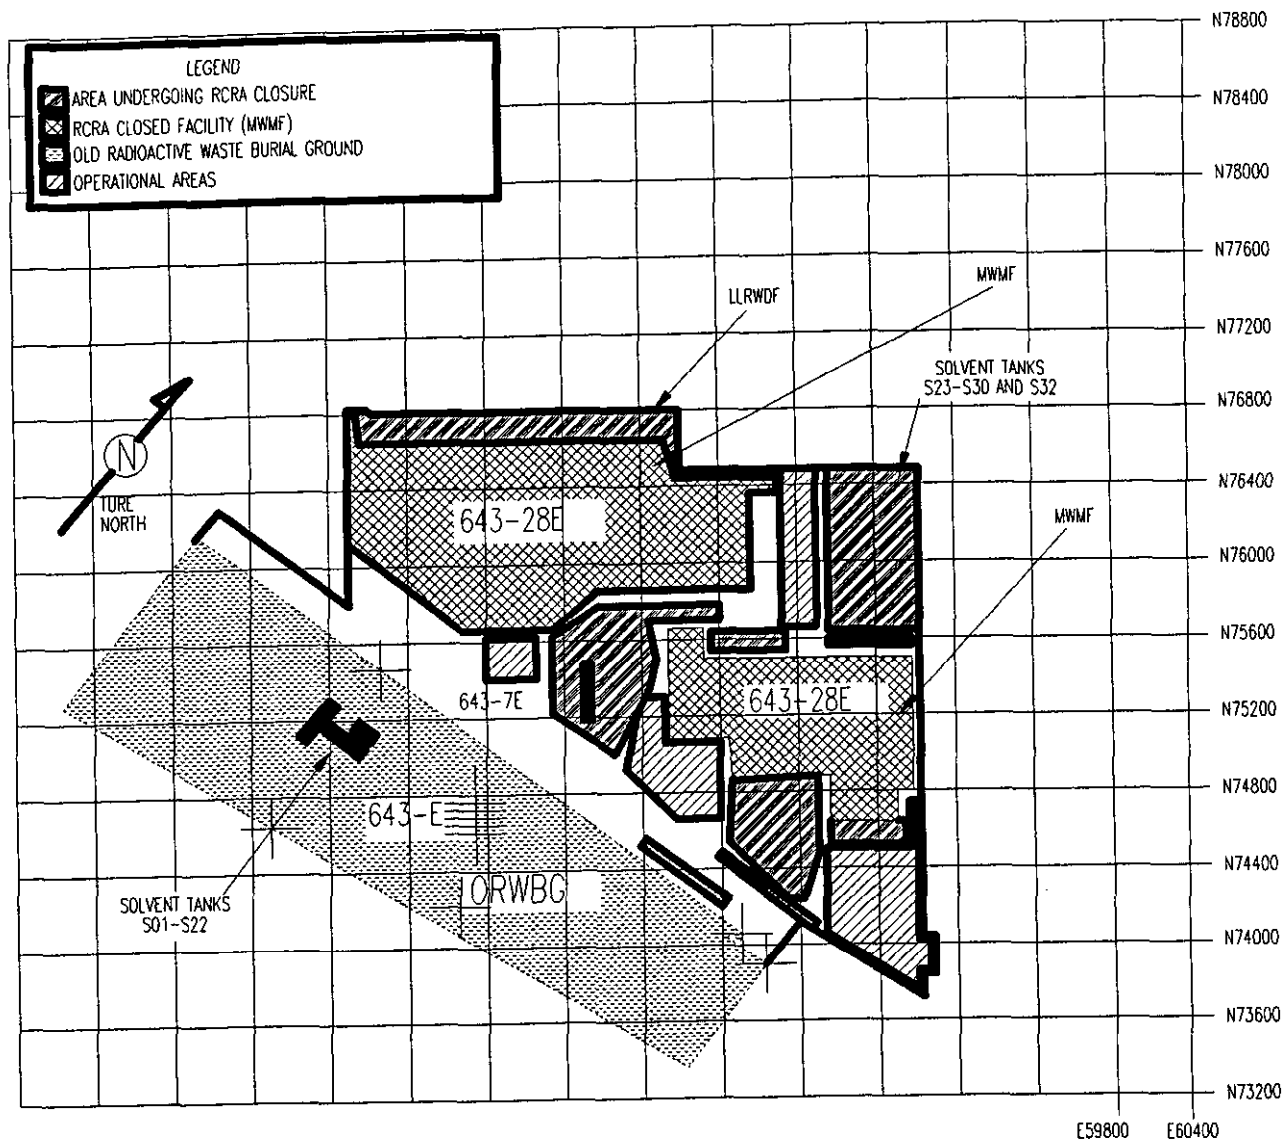 N78800
LEGEND
AREA UNDERGOING RCRA CLOSURE
RCRA CLOSED FACILITY (MWMF)
OLD RADIOACTIVE WASTE BURIAL GROUND
OPERATIONAL AREAS
N78400
N78000
N77600
MWMF
LLRWDF
N77200
SOLVENT TANKS
S23-S30 AND S32
N76800
N
TURE
NORTH
N76400
643-28E
MWMF
N76000
N75600
643-7E
643-28E
N75200
N74800
643-E
N74400
ORWBG
SOLVENT TANKS
S01-S22
N74000
N73600
N73200
E59800
E60400